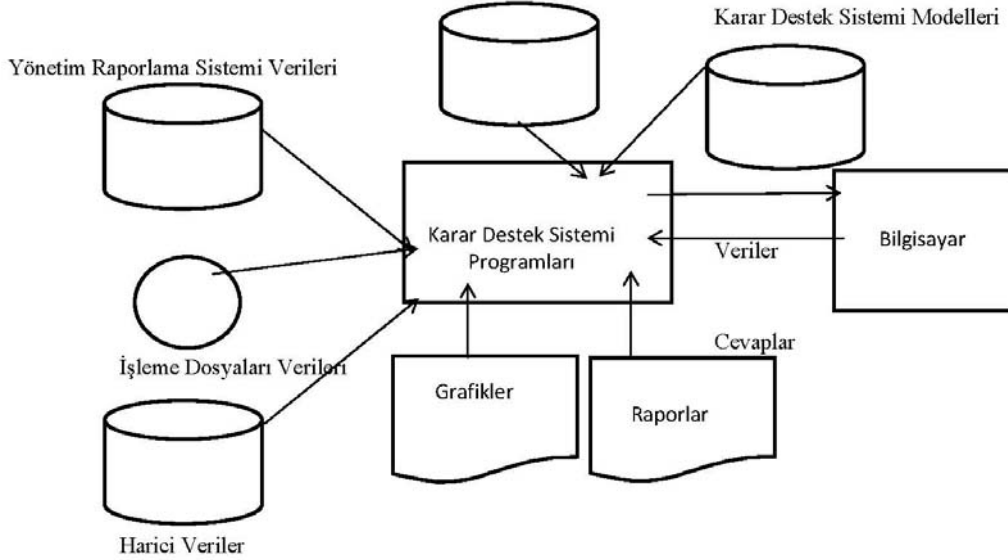 Karar Destek Sistemi Modelleri
Yönetim Raporlama Sistemi Verileri
Karar Destek Sistemi
Programları
Veriler
Bilgisayar
İşleme Dosyaları Verileri
Cevaplar
Grafikler
Raporlar
Harici Veriler